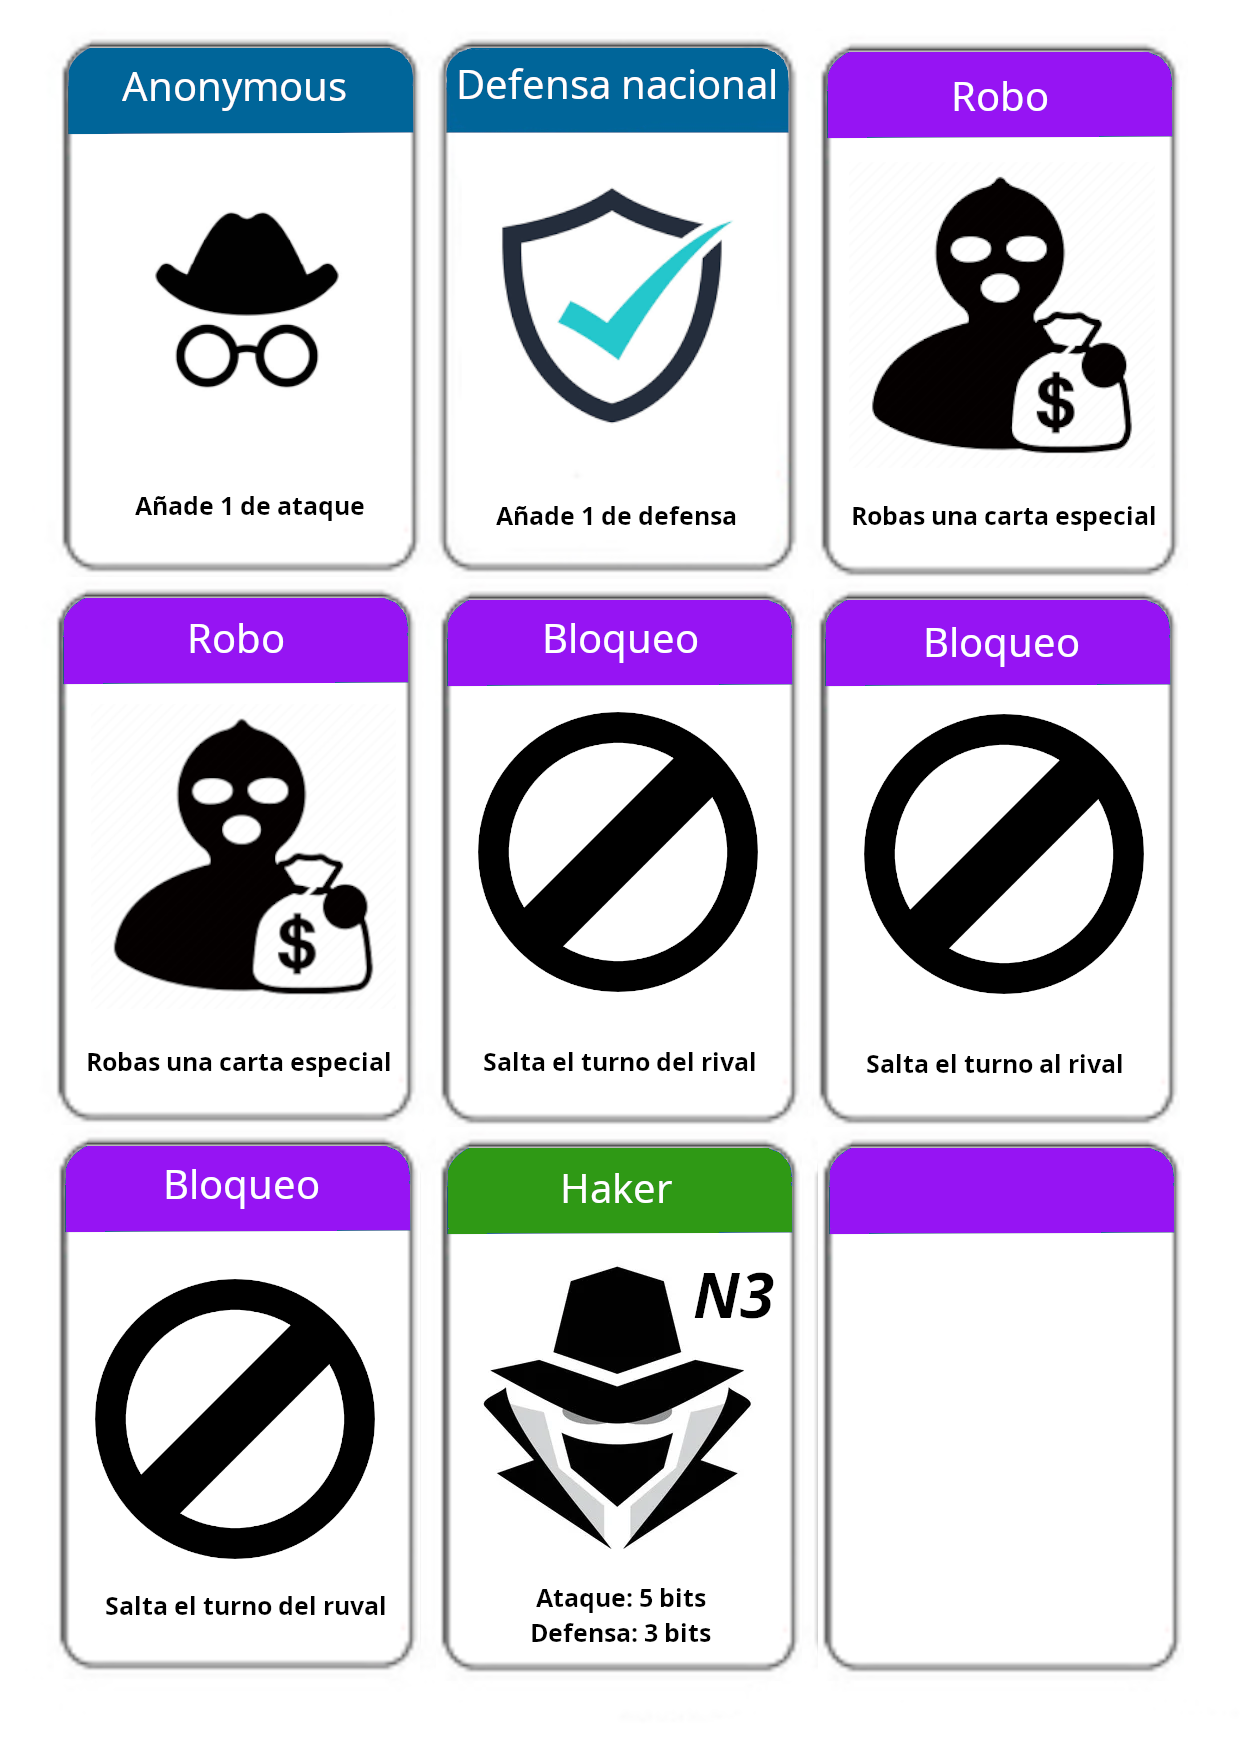 Anonymous
Añade 1 de ataque
Defensa nacional
Añade 1 de defensa
Robo
$
Robas una carta especial
Robo
$
Robas una carta especial
Bloqueo
Salta el turno del rival
Bloqueo
Salta el turno al rival
Bloqueo
Salta el turno del ruval
Haker
N3
Ataque: 5 bits
Defensa: 3 bits